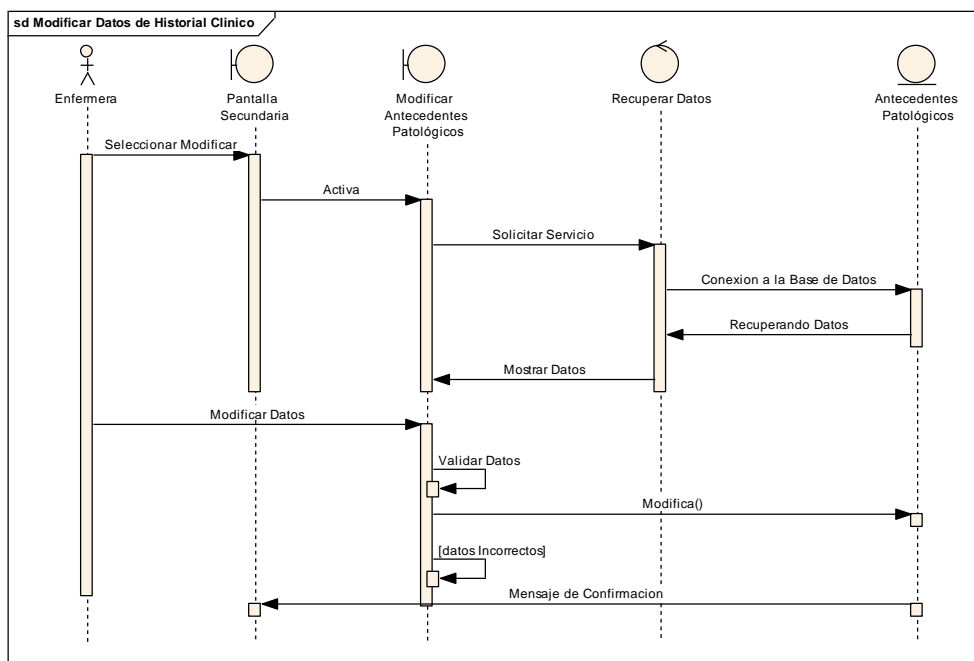 sd Modificar Datos de Historial Clinico
Enfermera
Pantalla
Secundaria
Modificar
Antecedentes
Patológicos
Recuperar Datos
Antecedentes
Patológicos
Seleccionar Modificar
Activa
Solicitar Servicio
Conexion a la Base de Datos
Recuperando Datos
Mostrar Datos
Modificar Datos
Validar Datos
Modifica()
[datos Incorrectos]
Mensaje de Confirmacion